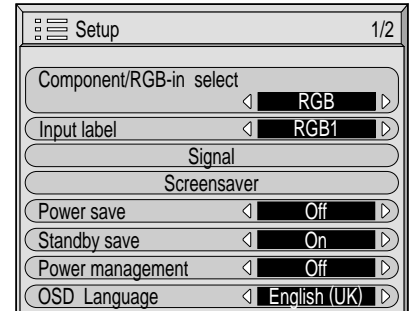 Setup 1/2
Component/RGB-in select
RGB
Input label RGB1
Signal
Screensaver
Power save Off
Standby save On
Power management Off
OSD Language English (UK)